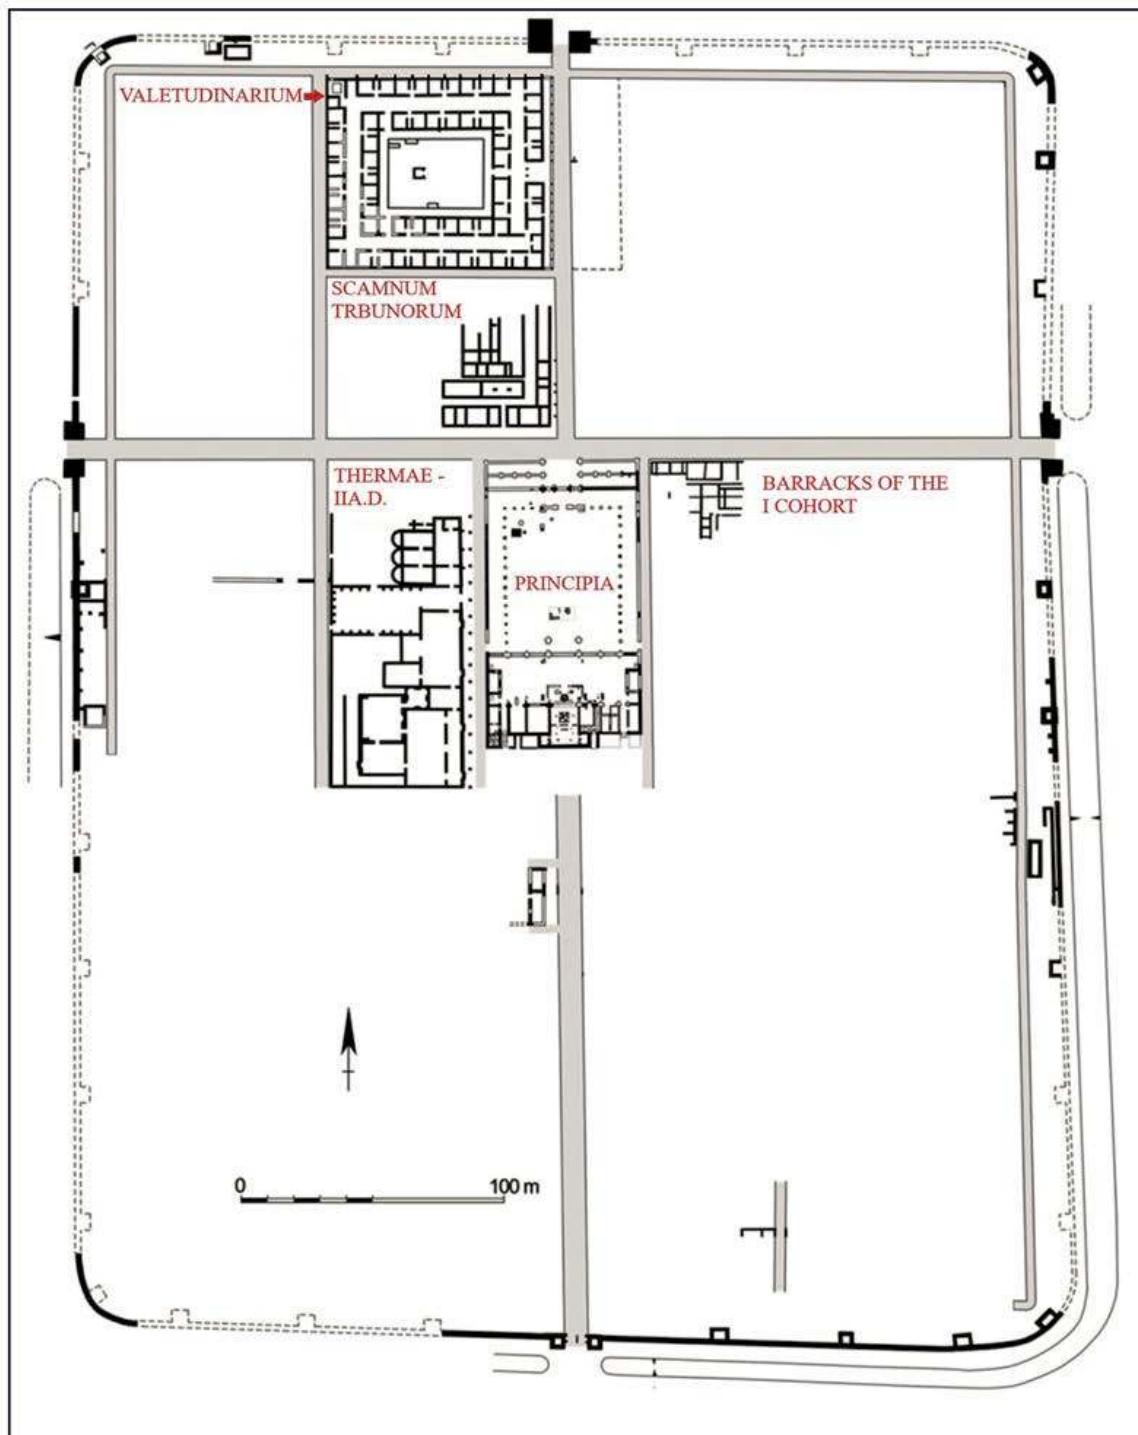 VALETUDINARIUM
SCAMNUM
TRBUNORUM
THERMAE -
IIA.D.
BARRACKS OF THE
I COHORT
PRINCIPIA
0 100 m